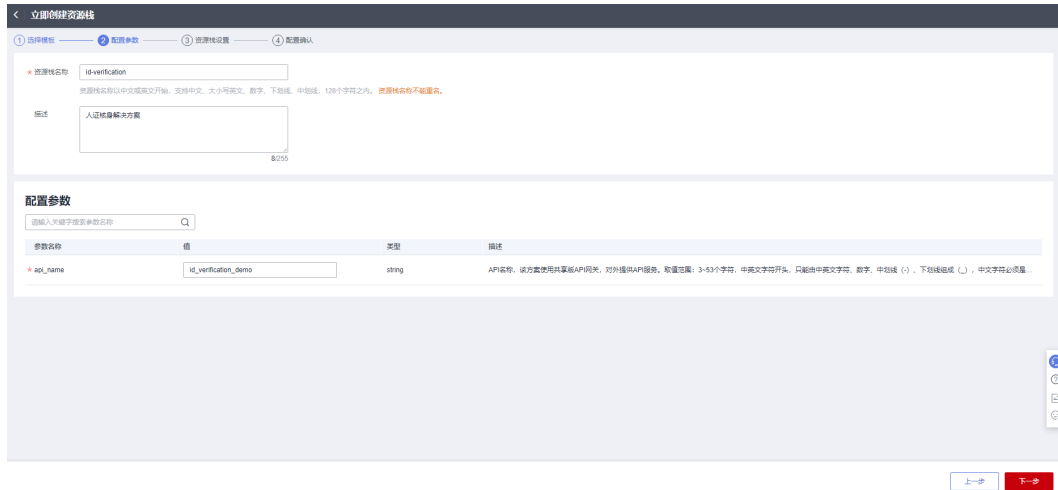 立即创建资源栈
1 选择模板
2 配置参数
3 资源栈设置
4 配置确认
* 资源栈名称
id-verification
资源栈名称以中文或英文开始，支持中文、大小写英文、数字、下划线、中划线，128个字符之内。 资源栈名称不能重名。
描述
人证核身解决方案
8/255
配置参数
请输入关键字搜索参数名称
参数名称 值 类型 描述
* api_name id_verification_demo string API名称，该方案使用共享版API网关，对外提供API服务。取值范围：3~53个字符，中英文字符开头，只能由中英文字符、数字、中划线（-）、下划线组成（_），中文字符必须是...
上一步 下一步